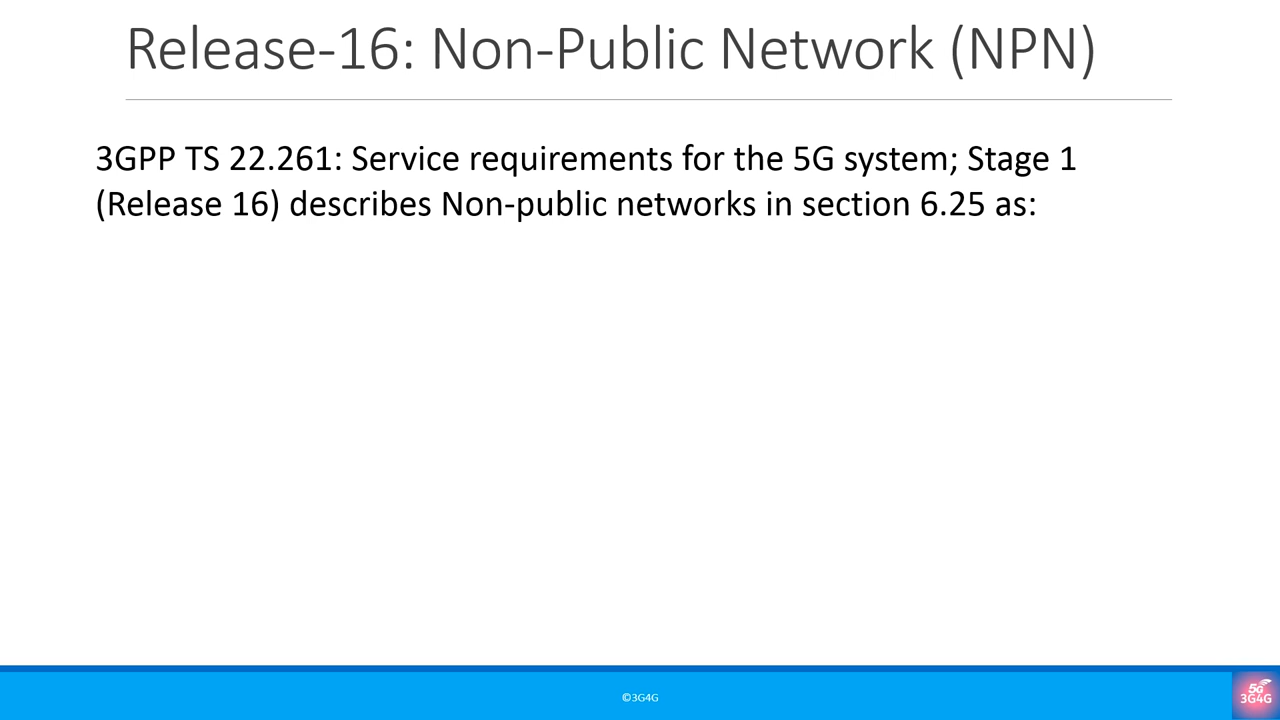 Release-16: Non-Public Network (NPN)
3GPP TS 22.261: Service requirements for the 5G system; Stage 1
(Release 16) describes Non-public networks in section 6.25 as:
©3G4G
5G
3G4G